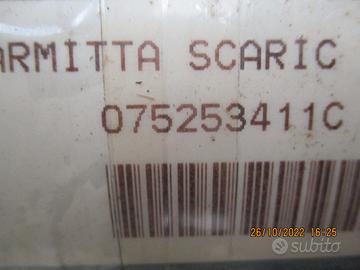 ARMITTA SCARIC
075253411C
26/10/2022 16-25
subito